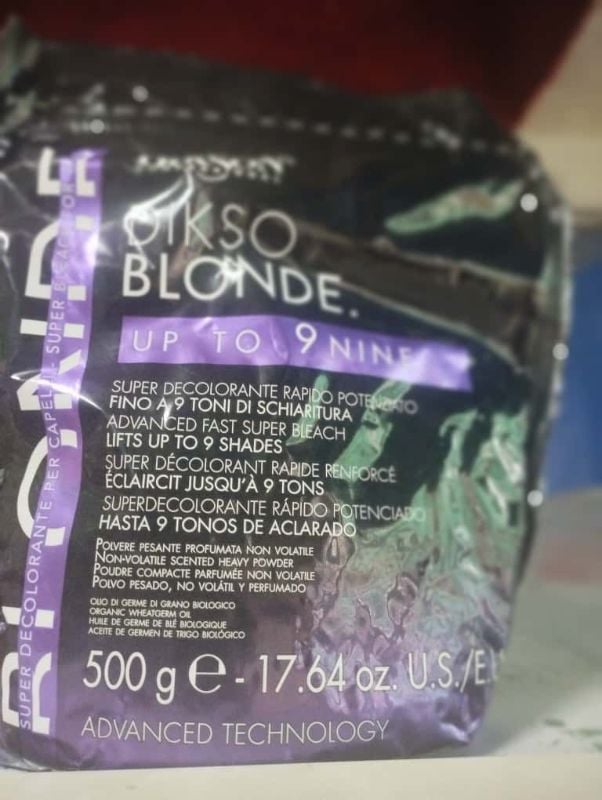 DIKSO
BLONDE.
UP TO 9 NINE
SUPER DECOLORANTE RAPIDO POTENZIATO
FINO A 9 TONI DI SCHIARITURA
ADVANCED FAST SUPER BLEACH
LIFTS UP TO 9 SHADES
SUPER DÉCOLORANT RAPIDE RENFORCÉ
ÉCLAIRCIT JUSQU'À 9 TONS
SUPERDECOLORANTE RÁPIDO POTENCIADO
HASTA 9 TONOS DE ACLARADO
POLVERE PESANTE PROFUMATA NON VOLATILE
NON-VOLATILE SCENTED HEAVY POWDER
POUDRE COMPACTE PARFUMÉE NON VOLATILE
POLVO PESADO, NO VOLÁTIL Y PERFUMADO
OLIO DI GERME DI GRANO BIOLOGICO
ORGANIC WHEATGERM OIL
HUILE DE GERME DE BLÉ BIOLOGIQUE
ACEITE DE GERMEN DE TRIGO BIOLÓGICO
500 g e - 17.64 oz. U.S./E.
ADVANCED TECHNOLOGY
SUPER DECOLORANTE PER CAPELLI - SUPER